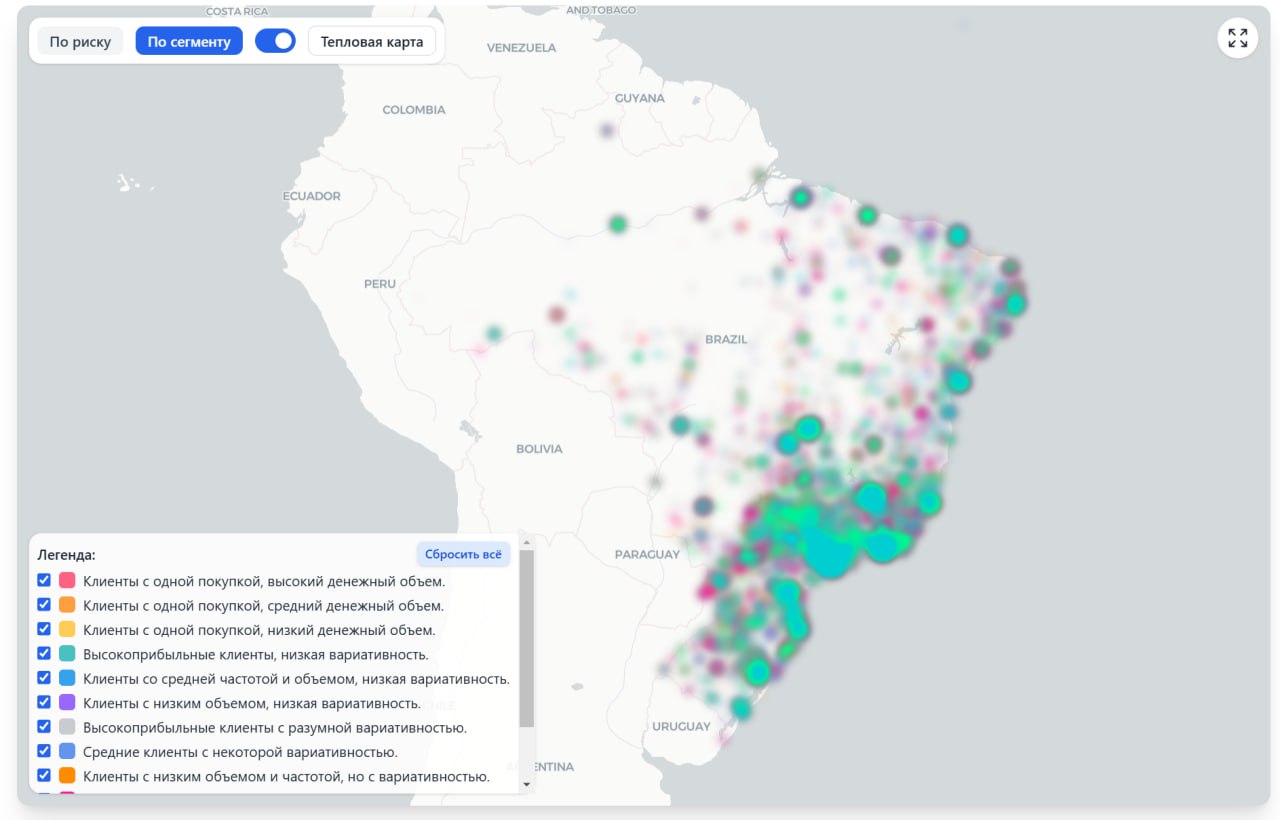 COSTA RICA
AND TOBAGO
По риску
По сегменту
Тепловая карта
VENEZUELA
GUYANA
COLOMBIA
ECUADOR
PERU
BRAZIL
BOLIVIA
PARAGUAY
URUGUAY
ENTINA
Легенда:
Сбросить всё
Клиенты с одной покупкой, высокий денежный объем.
Клиенты с одной покупкой, средний денежный объем.
Клиенты с одной покупкой, низкий денежный объем.
Высокоприбыльные клиенты, низкая вариативность.
Клиенты со средней частотой и объемом, низкая вариативность.
Клиенты с низким объемом, низкая вариативность.
Высокоприбыльные клиенты с разумной вариативностью.
Средние клиенты с некоторой вариативностью.
Клиенты с низким объемом и частотой, но с вариативностью.